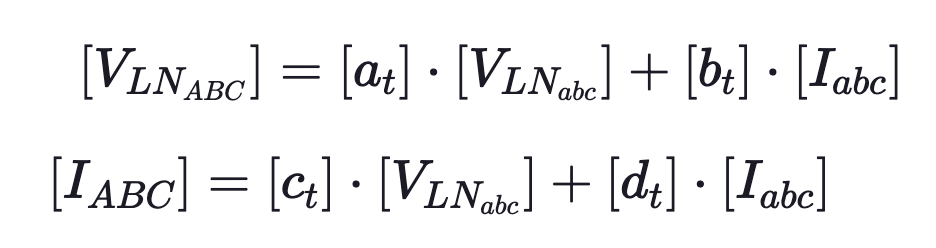 [V_{LN_{ABC}}] = [a_t] · [V_{LN_{abc}}] + [b_t] · [I_{abc}]
[I_{ABC}] = [c_t] · [V_{LN_{abc}}] + [d_t] · [I_{abc}]